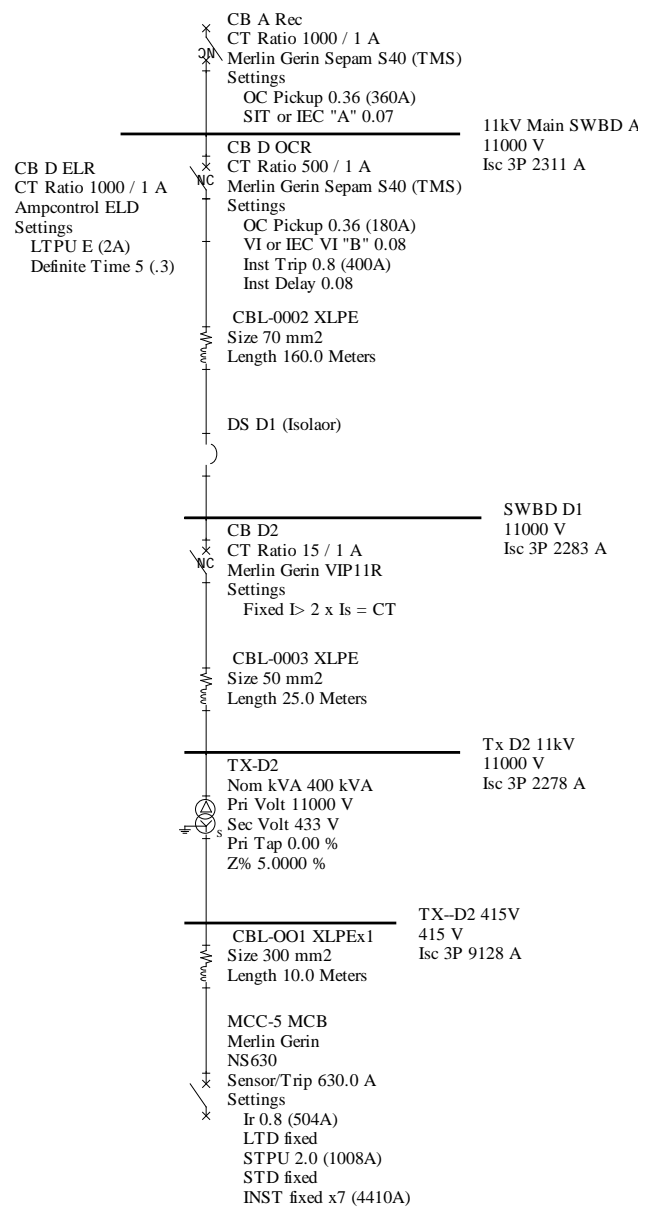 CB A Rec
CT Ratio 1000 / 1 A
Merlin Gerin Sepam S40 (TMS)
Settings
OC Pickup 0.36 (360A)
SIT or IEC "A" 0.07
NC
11kV Main SWBD A
11000 V
Isc 3P 2311 A
CB D ELR
CT Ratio 1000 / 1 A
Ampcontrol ELD
Settings
LTPU E (2A)
Definite Time 5 (.3)
NC
CB D OCR
CT Ratio 500 / 1 A
Merlin Gerin Sepam S40 (TMS)
Settings
OC Pickup 0.36 (180A)
VI or IEC VI "B" 0.08
Inst Trip 0.8 (400A)
Inst Delay 0.08
CBL-0002 XLPE
Size 70 mm2
Length 160.0 Meters
DS D1 (Isolaor)
SWBD D1
11000 V
Isc 3P 2283 A
NC
CB D2
CT Ratio 15 / 1 A
Merlin Gerin VIP11R
Settings
Fixed I> 2 x Is = CT
CBL-0003 XLPE
Size 50 mm2
Length 25.0 Meters
Tx D2 11kV
11000 V
Isc 3P 2278 A
TX-D2
Nom kVA 400 kVA
Pri Volt 11000 V
Sec Volt 433 V
Pri Tap 0.00 %
Z% 5.0000 %
S
TX--D2 415V
415 V
Isc 3P 9128 A
CBL-OO1 XLPEx1
Size 300 mm2
Length 10.0 Meters
MCC-5 MCB
Merlin Gerin
NS630
Sensor/Trip 630.0 A
Settings
Ir 0.8 (504A)
LTD fixed
STPU 2.0 (1008A)
STD fixed
INST fixed x7 (4410A)